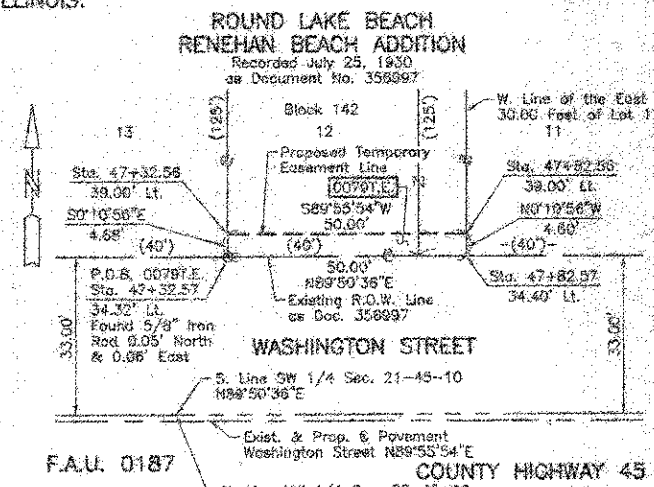 ILLINOIS.
ROUND LAKE BEACH
RENEHAN BEACH ADDITION
Recorded July 25, 1930
as Document No. 356997
Block 142
13
(125')
12
(125')
W. Line of the East
30.00 Feet of Lot
11
Proposed Temporary
Easement Line
0079T.E.
Sta. 47+32.56
39.00' Lt.
Sta. 47+82.56
39.00' Lt.
N
S0°10'56"E
4.68'
S89°55'54"W
50.00'
N0°10'56"W
4.60'
(40')
(40')
5'
(40')
50.00'
N89°50'36"E
P.O.B. 0079T.E.
Sta. 47+32.57
34.32' Lt.
Found 5/8" Iron
Rod 0.05' North
& 0.06' East
Existing R.O.W. Line
as Doc. 356997
Sta. 47+82.57
34.40' Lt.
33.00'
33.00'
WASHINGTON STREET
S. Line SW 1/4 Sec. 21-45-10
N89°50'36"E
Exist. & Prop. ℄ Pavement
Washington Street N89°55'54"E
F.A.U. 0187
COUNTY HIGHWAY 45